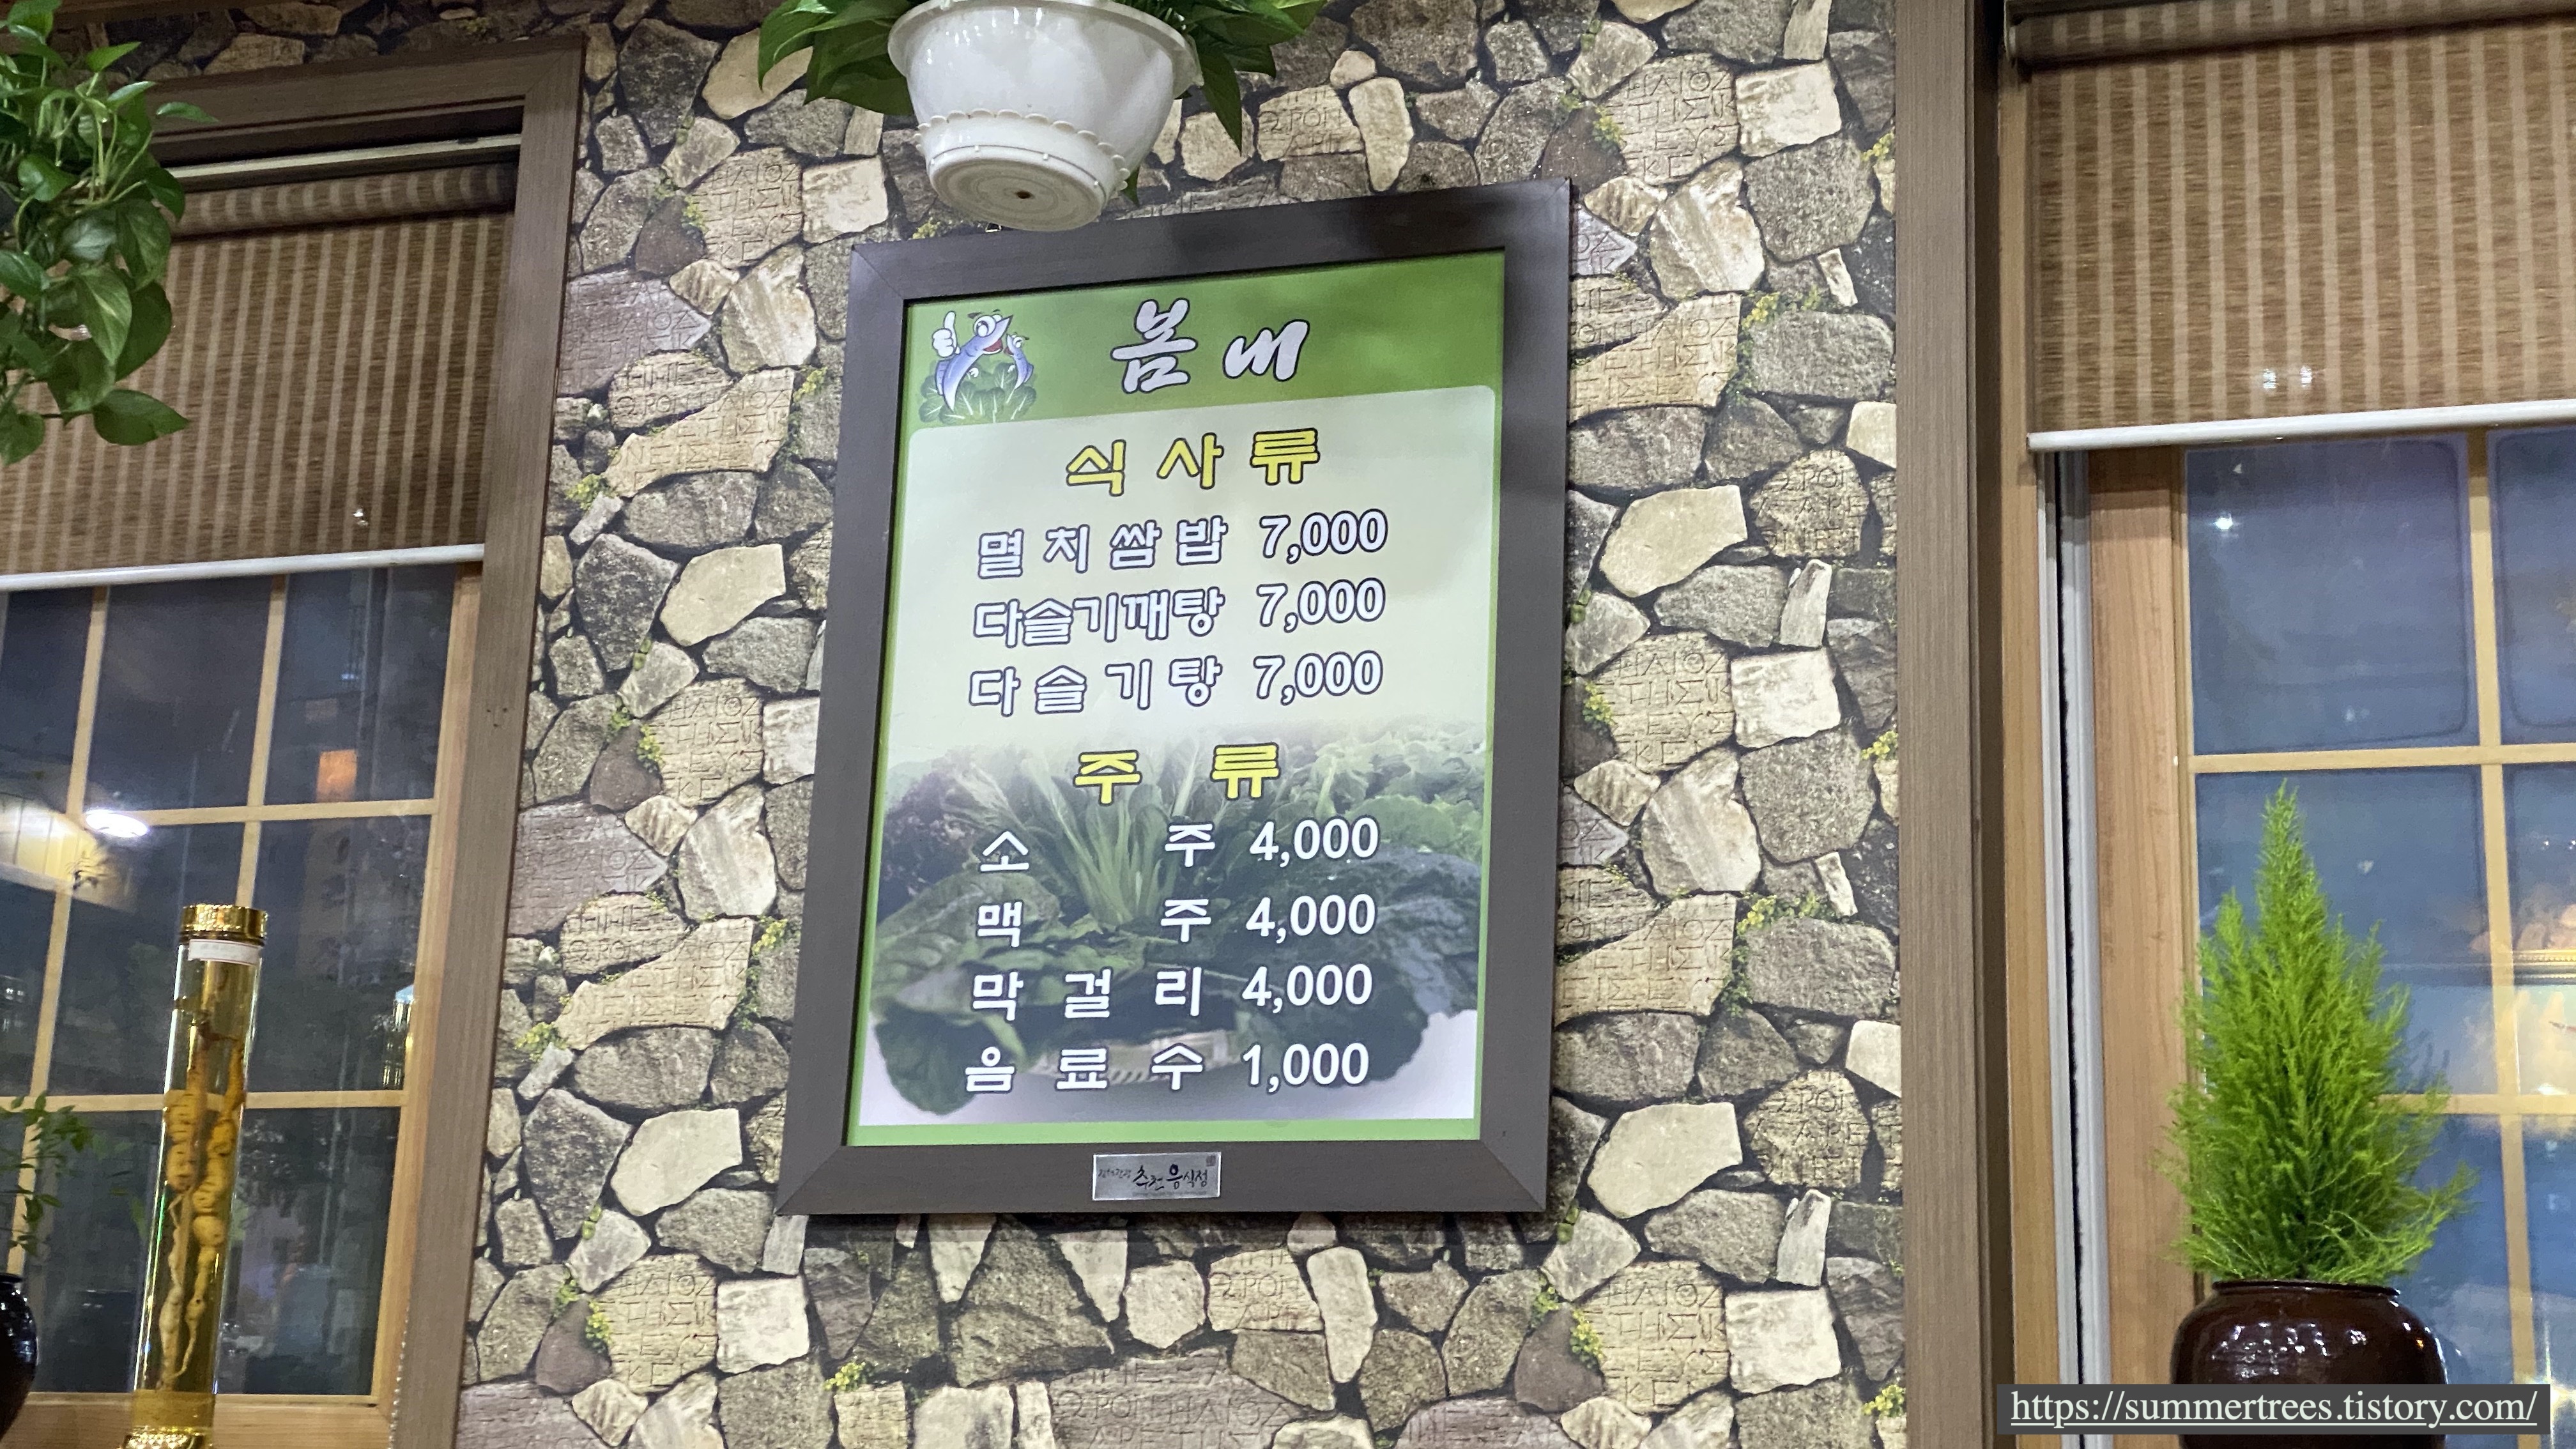 봄내
식사류
멸치쌈밥 7,000
다슬기깨탕 7,000
다슬기탕 7,000
주류
소주 4,000
맥주 4,000
막걸리 4,000
음료수 1,000
https://summertrees.tistory.com/